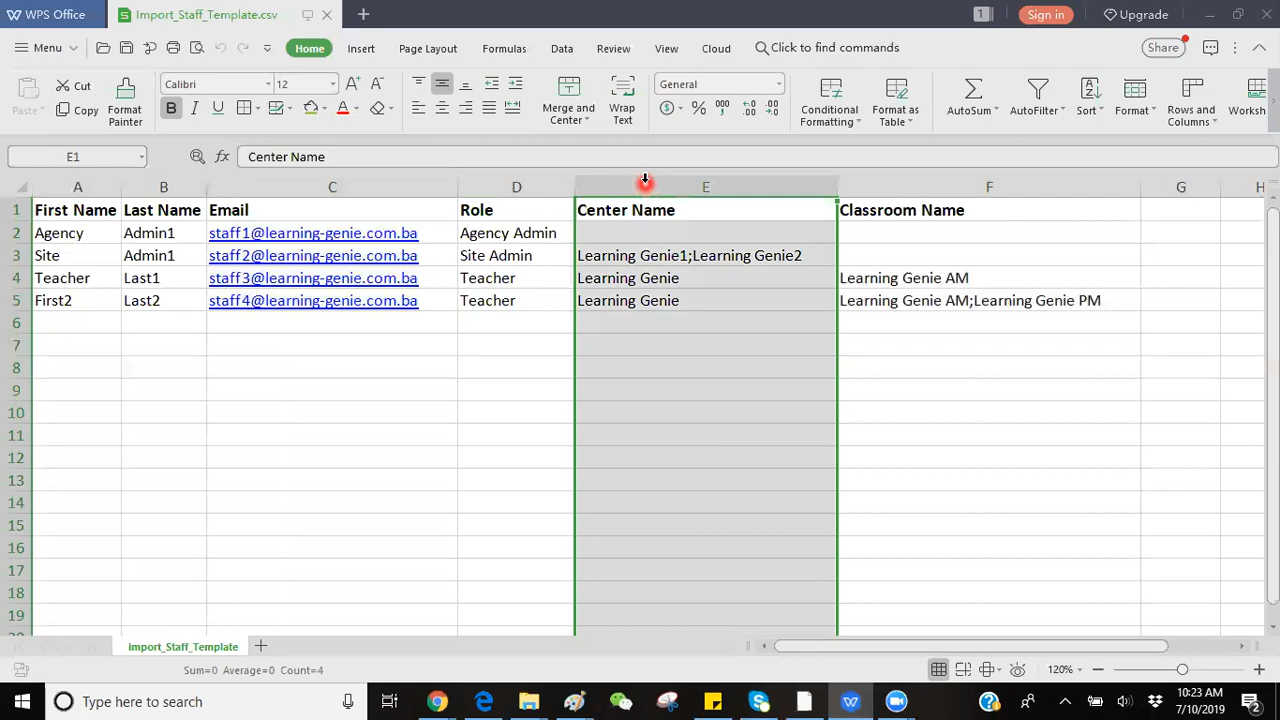 WPS Office Import_Staff_Template.csv 1 Sign in Upgrade
Menu Home Insert Page Layout Formulas Data Review View Cloud Click to find commands Share
Paste Cut Copy Format Painter Calibri 12 A+ A- B I U A Merge and Center Wrap Text General $ % 000 Conditional Formatting Format as Table AutoSum AutoFilter Sort Format Rows and Columns Worksh
E1 fx Center Name
A B C D E F G H
1 First Name Last Name Email Role Center Name Classroom Name
2 Agency Admin1 staff1@learning-genie.com.ba Agency Admin
3 Site Admin1 staff2@learning-genie.com.ba Site Admin Learning Genie1;Learning Genie2
4 Teacher Last1 staff3@learning-genie.com.ba Teacher Learning Genie Learning Genie AM
5 First2 Last2 staff4@learning-genie.com.ba Teacher Learning Genie Learning Genie AM;Learning Genie PM
6
7
8
9
10
11
12
13
14
15
16
17
18
19
Import_Staff_Template
Sum=0 Average=0 Count=4 120%
Type here to search 10:23 AM
7/10/2019 2